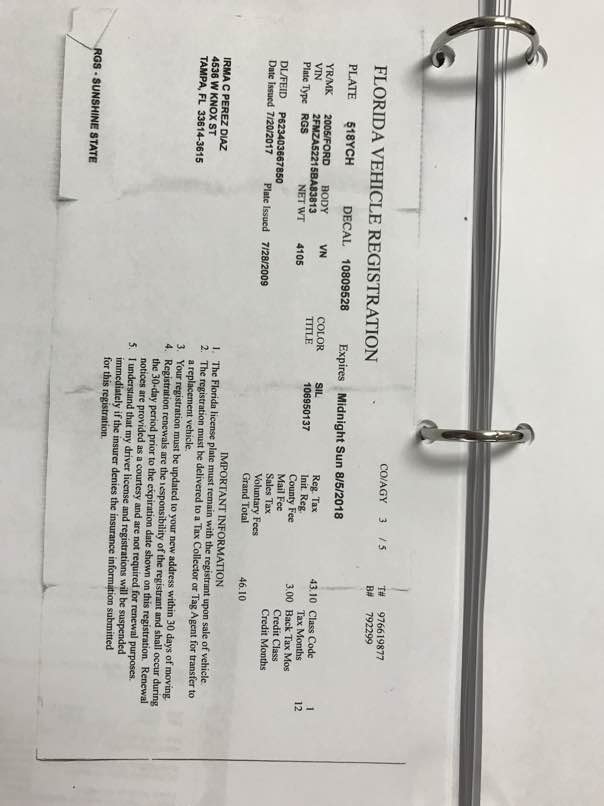 FLORIDA VEHICLE REGISTRATION
CO/AGY 3 / 5 T# 976619877
B# 792299
PLATE 518YCH DECAL 10809528 Expires Midnight Sun 8/5/2018
YR/MK 2005/FORD BODY VN COLOR SIL Reg. Tax 43.10 Class Code 1
VIN 2FMZA52215BA83813 TITLE 106950137 Init. Reg. Tax Months 12
Plate Type RGS NET WT 4105 County Fee 3.00 Back Tax Mos
Mail Fee Credit Class
DL/FEID P623403667850 Sales Tax Credit Months
Date Issued 7/20/2017 Plate Issued 7/28/2009 Voluntary Fees
Grand Total 46.10
IRMA C PEREZ DIAZ
4536 W KNOX ST
TAMPA, FL 33614-3615
IMPORTANT INFORMATION
1. The Florida license plate must remain with the registrant upon sale of vehicle.
2. The registration must be delivered to a Tax Collector or Tag Agent for transfer to
a replacement vehicle.
3. Your registration must be updated to your new address within 30 days of moving.
4. Registration renewals are the responsibility of the registrant and shall occur during
the 30-day period prior to the expiration date shown on this registration. Renewal
notices are provided as a courtesy and are not required for renewal purposes.
5. I understand that my driver license and registrations will be suspended
immediately if the insurer denies the insurance information submitted
for this registration.
RGS - SUNSHINE STATE